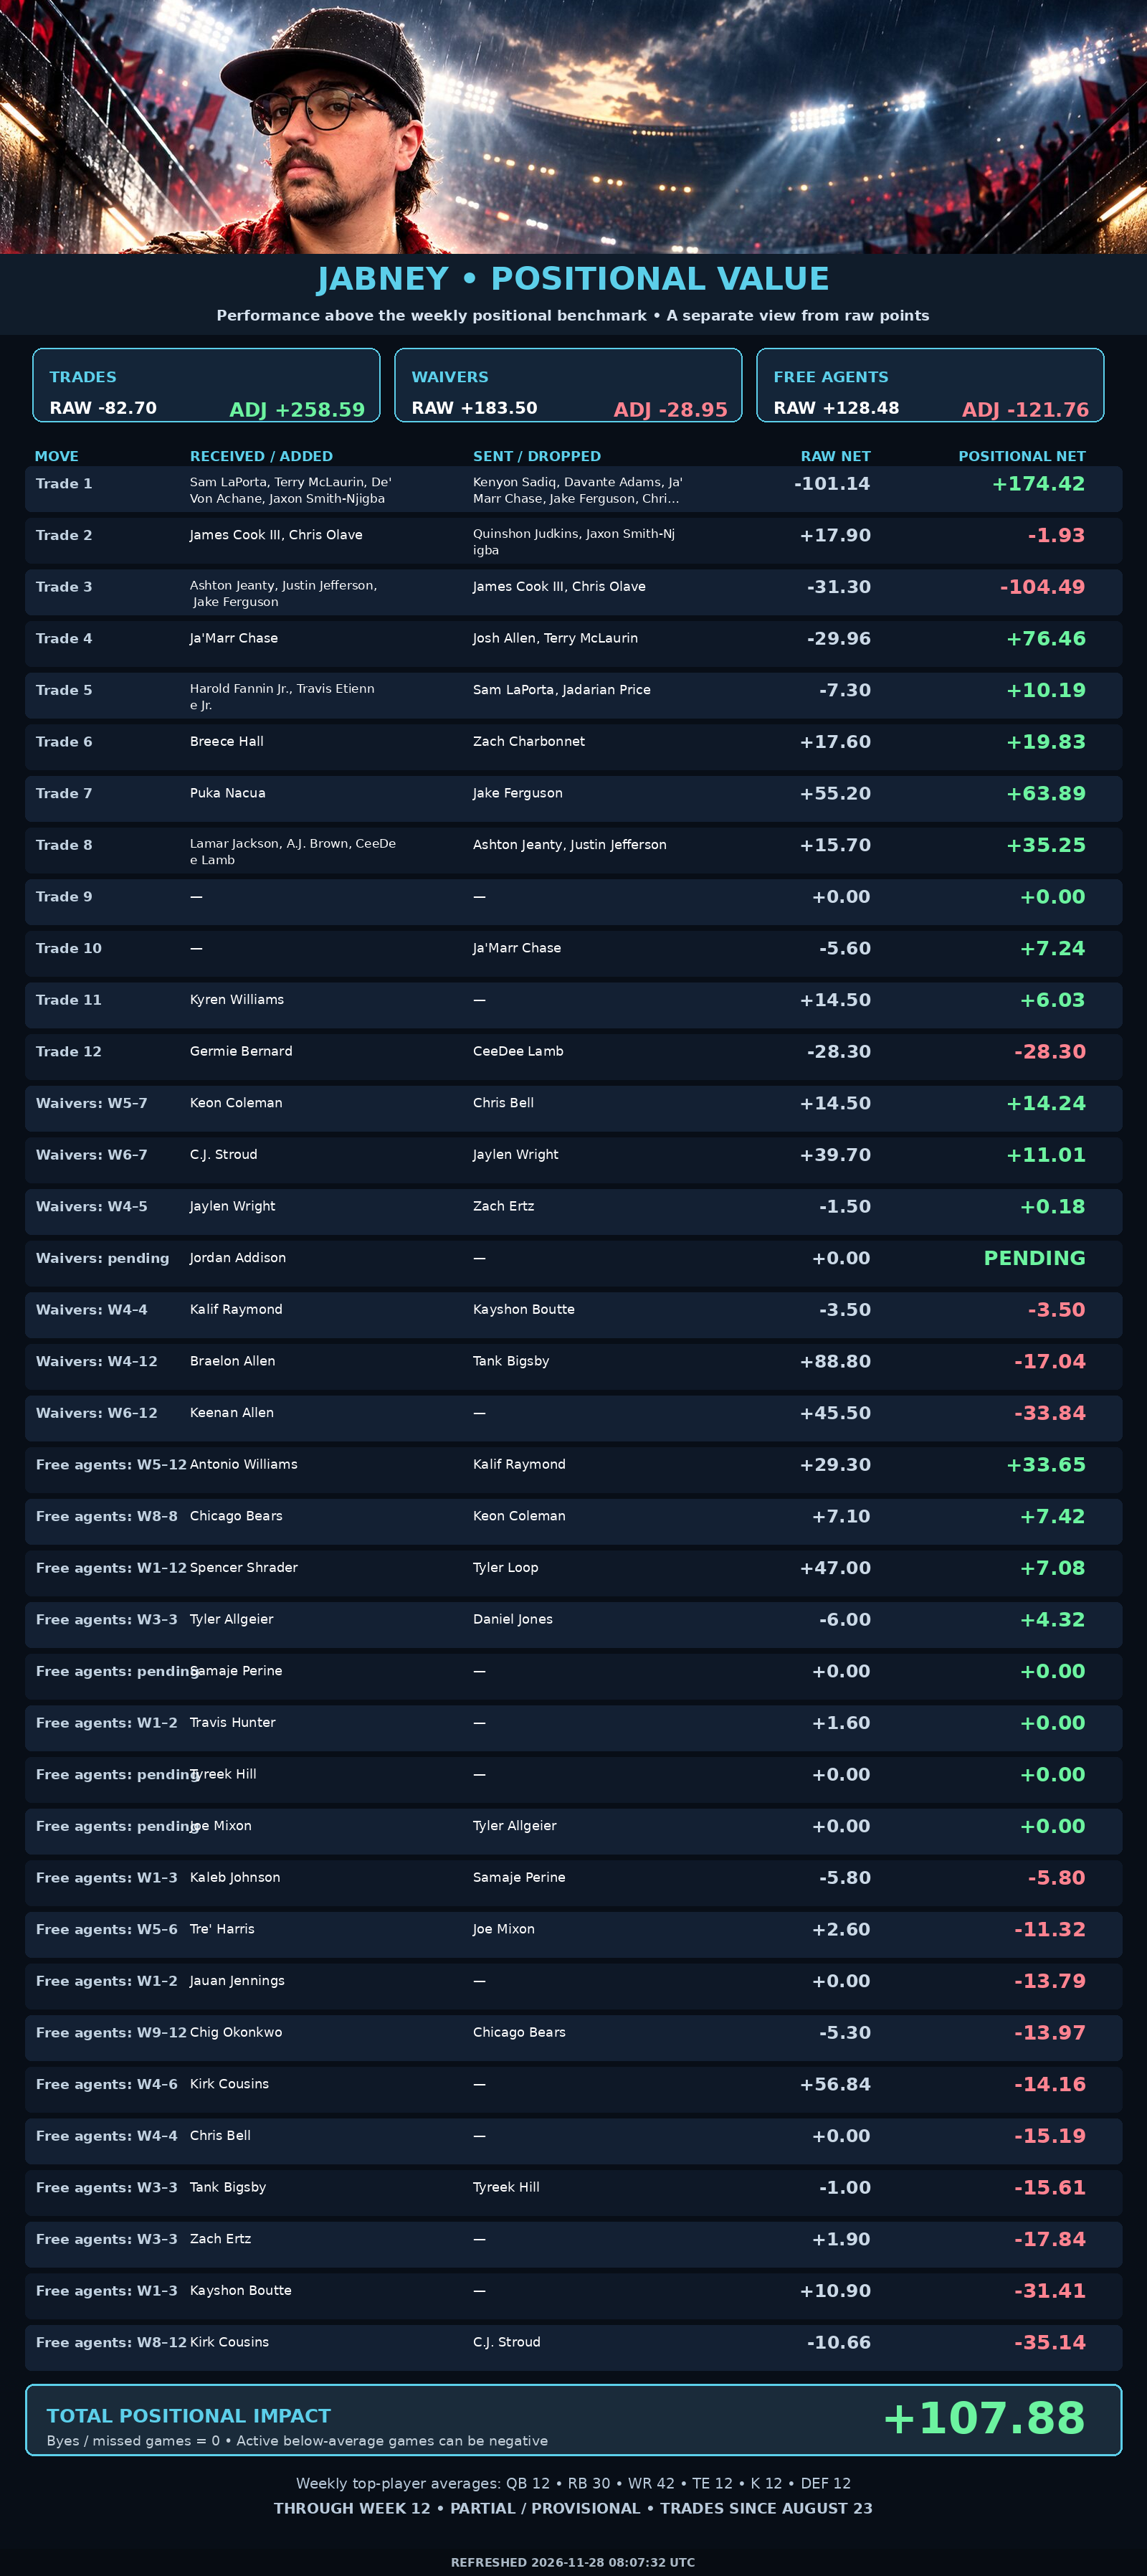 JABNEY • POSITIONAL VALUE
Performance above the weekly positional benchmark • A separate view from raw points
TRADES
RAW -82.70 ADJ +258.59
WAIVERS
RAW +183.50 ADJ -28.95
FREE AGENTS
RAW +128.48 ADJ -121.76
MOVE RECEIVED / ADDED SENT / DROPPED RAW NET POSITIONAL NET
Trade 1 Sam LaPorta, Terry McLaurin, De' Kenyon Sadiq, Davante Adams, Ja' -101.14 +174.42
Von Achane, Jaxon Smith-Njigba Marr Chase, Jake Ferguson, Chri...
Trade 2 James Cook III, Chris Olave Quinshon Judkins, Jaxon Smith-Nj +17.90 -1.93
igba
Trade 3 Ashton Jeanty, Justin Jefferson, James Cook III, Chris Olave -31.30 -104.49
Jake Ferguson
Trade 4 Ja'Marr Chase Josh Allen, Terry McLaurin -29.96 +76.46
Trade 5 Harold Fannin Jr., Travis Etienn Sam LaPorta, Jadarian Price -7.30 +10.19
e Jr.
Trade 6 Breece Hall Zach Charbonnet +17.60 +19.83
Trade 7 Puka Nacua Jake Ferguson +55.20 +63.89
Trade 8 Lamar Jackson, A.J. Brown, CeeDe Ashton Jeanty, Justin Jefferson +15.70 +35.25
e Lamb
Trade 9 — — +0.00 +0.00
Trade 10 — Ja'Marr Chase -5.60 +7.24
Trade 11 Kyren Williams — +14.50 +6.03
Trade 12 Germie Bernard CeeDee Lamb -28.30 -28.30
Waivers: W5–7 Keon Coleman Chris Bell +14.50 +14.24
Waivers: W6–7 C.J. Stroud Jaylen Wright +39.70 +11.01
Waivers: W4–5 Jaylen Wright Zach Ertz -1.50 +0.18
Waivers: pending Jordan Addison — +0.00 PENDING
Waivers: W4–4 Kalif Raymond Kayshon Boutte -3.50 -3.50
Waivers: W4–12 Braelon Allen Tank Bigsby +88.80 -17.04
Waivers: W6–12 Keenan Allen — +45.50 -33.84
Free agents: W5–12 Antonio Williams Kalif Raymond +29.30 +33.65
Free agents: W8–8 Chicago Bears Keon Coleman +7.10 +7.42
Free agents: W1–12 Spencer Shrader Tyler Loop +47.00 +7.08
Free agents: W3–3 Tyler Allgeier Daniel Jones -6.00 +4.32
Free agents: pending Samaje Perine — +0.00 +0.00
Free agents: W1–2 Travis Hunter — +1.60 +0.00
Free agents: pending Tyreek Hill — +0.00 +0.00
Free agents: pending Joe Mixon Tyler Allgeier +0.00 +0.00
Free agents: W1–3 Kaleb Johnson Samaje Perine -5.80 -5.80
Free agents: W5–6 Tre' Harris Joe Mixon +2.60 -11.32
Free agents: W1–2 Jauan Jennings — +0.00 -13.79
Free agents: W9–12 Chig Okonkwo Chicago Bears -5.30 -13.97
Free agents: W4–6 Kirk Cousins — +56.84 -14.16
Free agents: W4–4 Chris Bell — +0.00 -15.19
Free agents: W3–3 Tank Bigsby Tyreek Hill -1.00 -15.61
Free agents: W3–3 Zach Ertz — +1.90 -17.84
Free agents: W1–3 Kayshon Boutte — +10.90 -31.41
Free agents: W8–12 Kirk Cousins C.J. Stroud -10.66 -35.14
TOTAL POSITIONAL IMPACT +107.88
Byes / missed games = 0 • Active below-average games can be negative
Weekly top-player averages: QB 12 • RB 30 • WR 42 • TE 12 • K 12 • DEF 12
THROUGH WEEK 12 • PARTIAL / PROVISIONAL • TRADES SINCE AUGUST 23
REFRESHED 2026-11-28 08:07:32 UTC